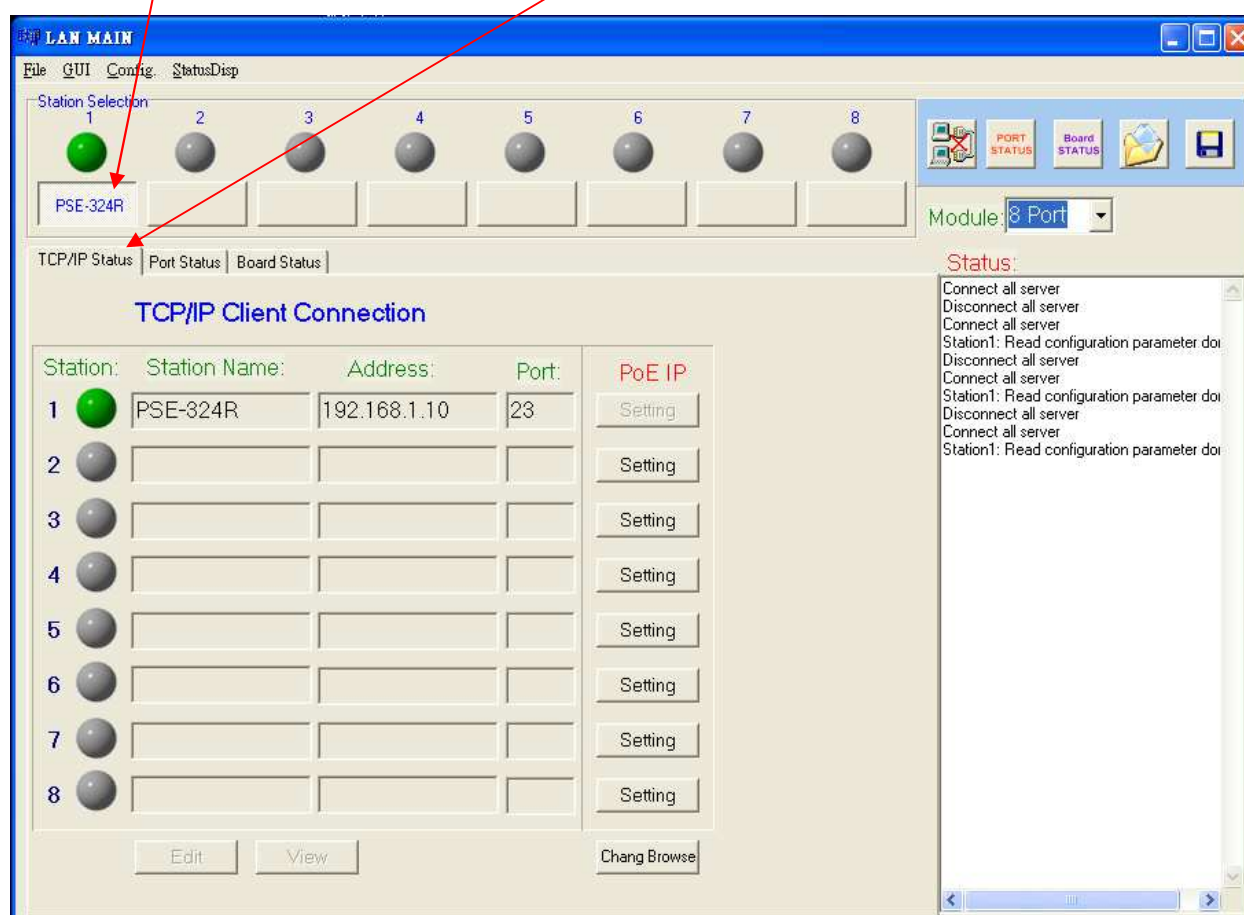 LAN MAIN
File GUI Config. StatusDisp
Station Selection
1 2 3 4 5 6 7 8
PORT STATUS
Board STATUS
PSE-324R
Module: 8 Port
TCP/IP Status Port Status Board Status
Status:
TCP/IP Client Connection
Station: Station Name: Address: Port: PoE IP
1 PSE-324R 192.168.1.10 23 Setting
2 Setting
3 Setting
4 Setting
5 Setting
6 Setting
7 Setting
8 Setting
Edit View Chang Browse
Connect all server
Disconnect all server
Connect all server
Station1: Read configuration parameter
Disconnect all server
Connect all server
Station1: Read configuration parameter
Disconnect all server
Connect all server
Station1: Read configuration parameter